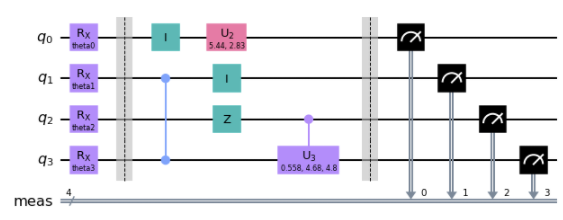 q0 RX theta0 I U2 5.44, 2.83
q1 RX theta1 I
q2 RX theta2 Z
q3 RX theta3 U3 0.558, 4.68, 4.8
meas 4 0 1 2 3